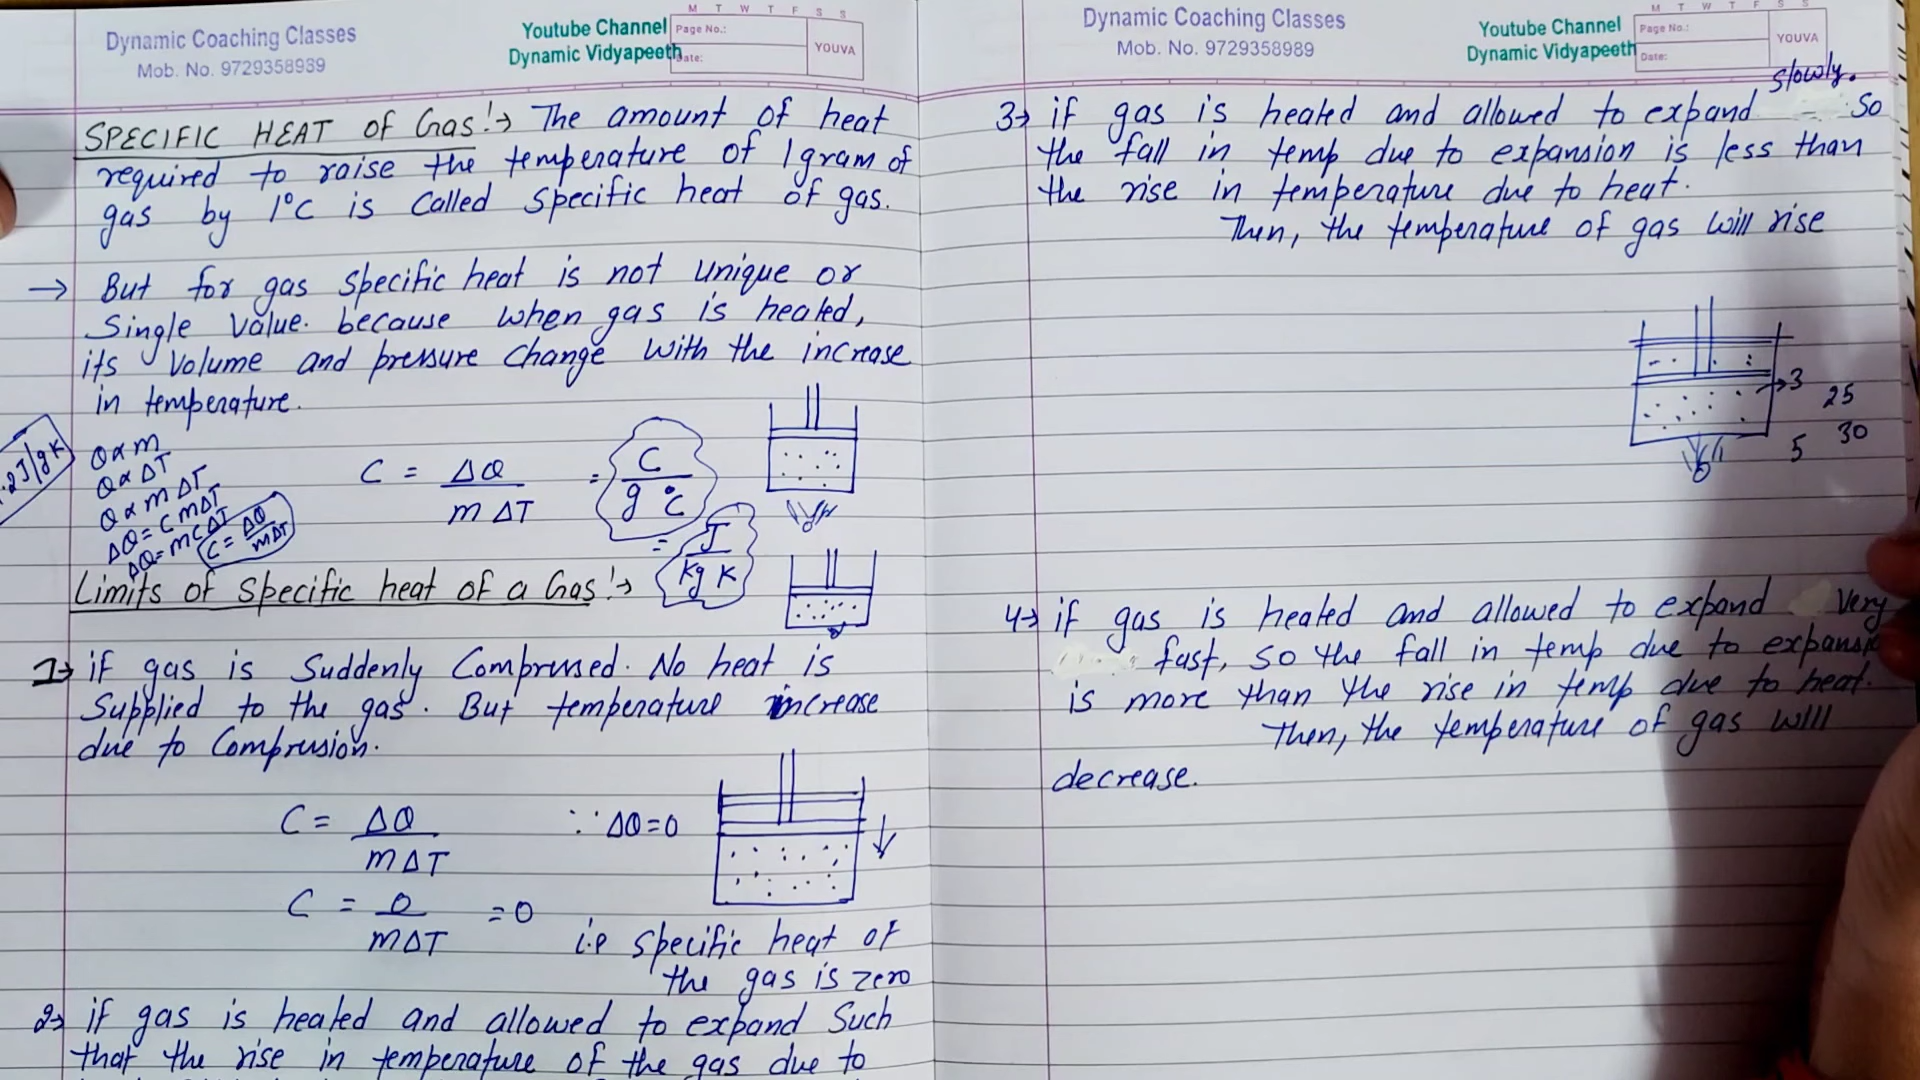 Dynamic Coaching Classes
Mob. No. 9729358989
Youtube Channel
Dynamic Vidyapeeth
M T W T F S S
Page No.:
Date:
YOUVA
SPECIFIC HEAT of Gas!→ The amount of heat
required to raise the temperature of 1 gram of
gas by 1°C is Called Specific heat of gas.
→ But for gas Specific heat is not unique or
Single Value. because when gas is heated,
its Volume and pressure Change with the increase
in temperature.
2J/gK
Q α m
Q α ΔT
Q α m ΔT
ΔQ = C m ΔT
ΔQ = m C ΔT
C = ΔQ / mΔT
C = ΔQ / m ΔT = C / g °C
= J / kg K
Limits of Specific heat of a Gas!→
1→ if gas is Suddenly Compressed. No heat is
Supplied to the gas. But temperature increase
due to Compression.
C = ΔQ / mΔT ∵ ΔQ=0
C = 0 / mΔT = 0
i.e Specific heat of
the gas is zero
2→ if gas is heated and allowed to expand Such
that the rise in temperature of the gas due to
Dynamic Coaching Classes
Mob. No. 9729358989
Youtube Channel
Dynamic Vidyapeeth
M T W T F S S
Page No.:
Date:
YOUVA
3→ if gas is heated and allowed to expand slowly. So
the fall in temp due to expansion is less than
the rise in temperature due to heat.
Then, the temperature of gas will rise
→3
25
5 30
4→ if gas is heated and allowed to expand Very
fast, so the fall in temp due to
is more than the rise in temp due to heat.
Then, the temperature of gas will
decrease.